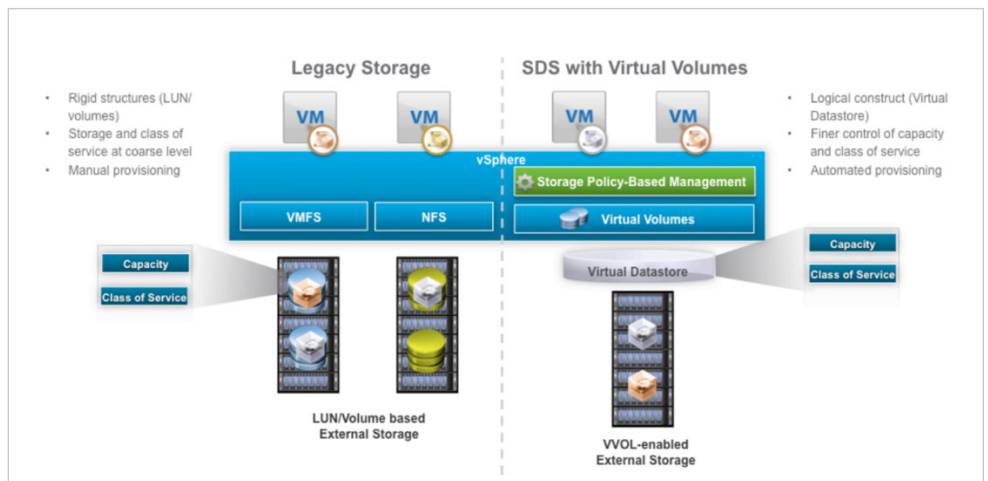 Legacy Storage
SDS with Virtual Volumes
• Rigid structures (LUN/
volumes)
• Storage and class of
service at coarse level
• Manual provisioning
VM
VM
VM
VM
• Logical construct (Virtual
Datastore)
• Finer control of capacity
and class of service
• Automated provisioning
vSphere
Storage Policy-Based Management
VMFS
NFS
Virtual Volumes
Capacity
Class of Service
Virtual Datastore
Capacity
Class of Service
LUN/Volume based
External Storage
VVOL-enabled
External Storage